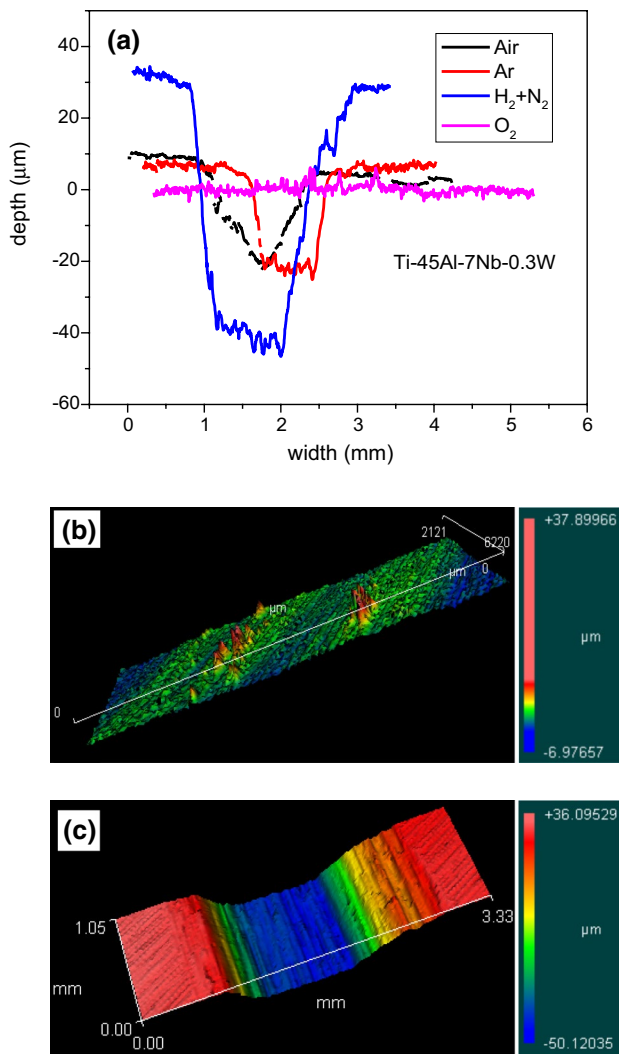 (a)
Air
Ar
H₂+N₂
O₂
40
20
0
-20
-40
-60
depth (μm)
Ti-45Al-7Nb-0.3W
0 1 2 3 4 5 6
width (mm)
(b)
2121
6220
0
μm
μm
0
+37.89966
μm
-6.97657
(c)
1.05
mm
0.00
0.00
mm
3.33
+36.09529
μm
-50.12035